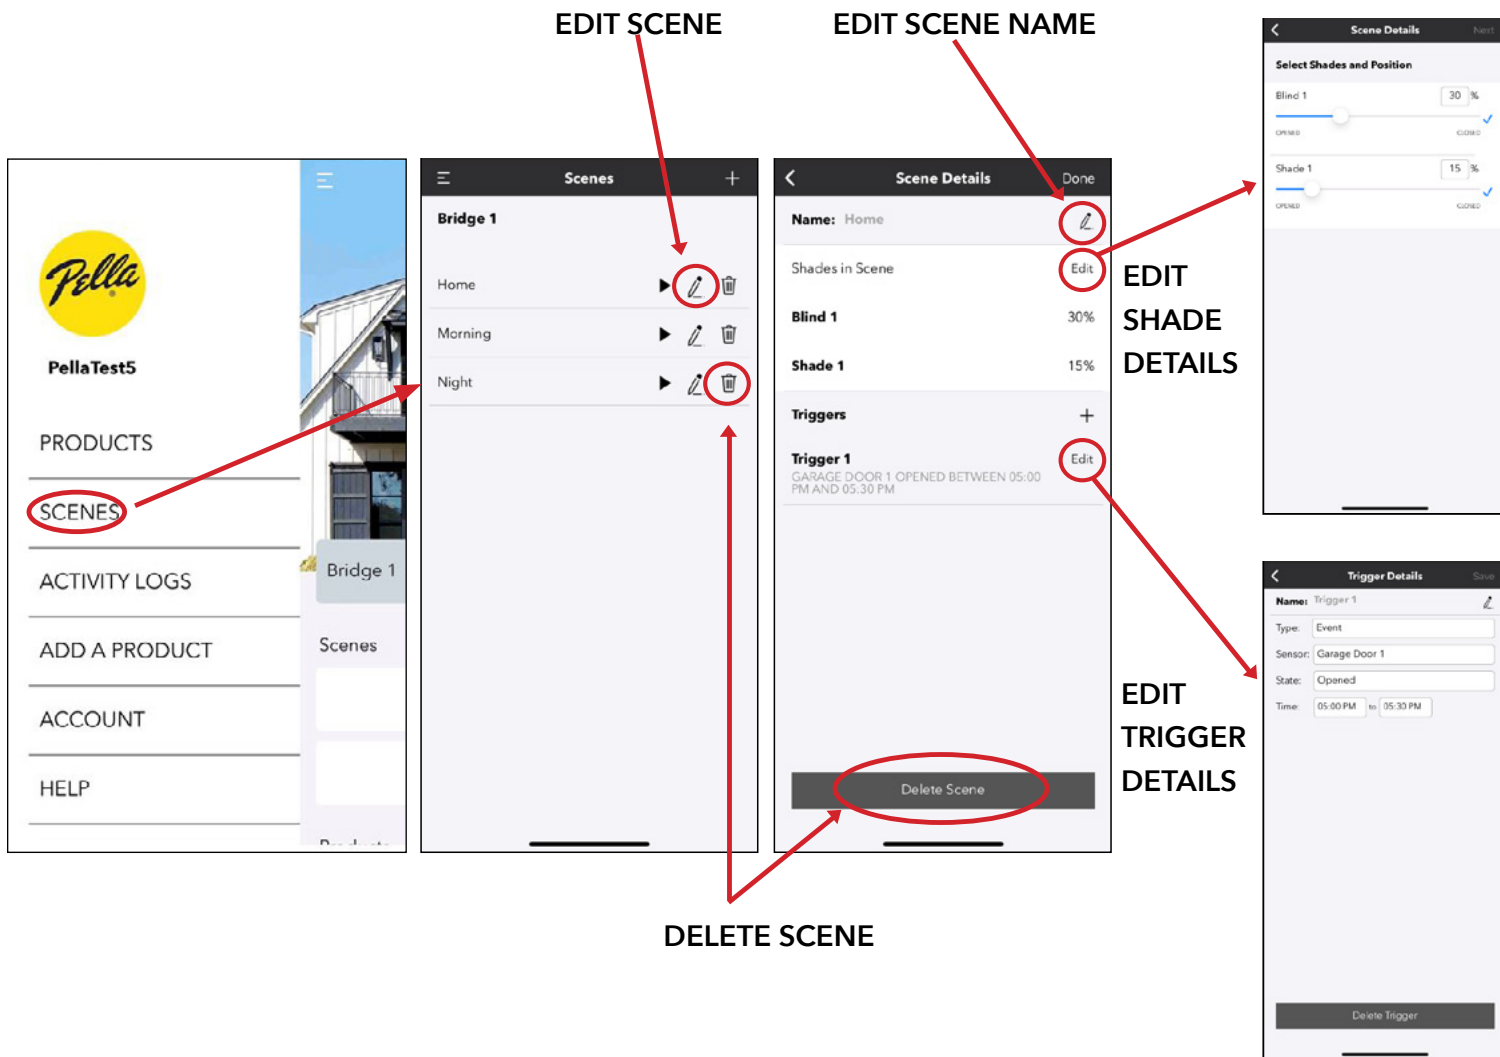 EDIT SCENE
EDIT SCENE NAME
Pella
PellaTest5
PRODUCTS
SCENES
ACTIVITY LOGS
ADD A PRODUCT
ACCOUNT
HELP
Bridge 1
Scenes
Scenes
Bridge 1
Home
Morning
Night
Scene Details
Done
Name: Home
Shades in Scene
Edit
Blind 1
30%
Shade 1
15%
Triggers
Trigger 1
Edit
GARAGE DOOR 1 OPENED BETWEEN 05:00
PM AND 05:30 PM
Delete Scene
DELETE SCENE
EDIT
SHADE
DETAILS
EDIT
TRIGGER
DETAILS
Scene Details
Next
Select Shades and Position
Blind 1
30 %
OPENED
CLOSED
Shade 1
15 %
OPENED
CLOSED
Trigger Details
Save
Name: Trigger 1
Type: Event
Sensor: Garage Door 1
State: Opened
Time: 05:00 PM to 05:30 PM
Delete Trigger